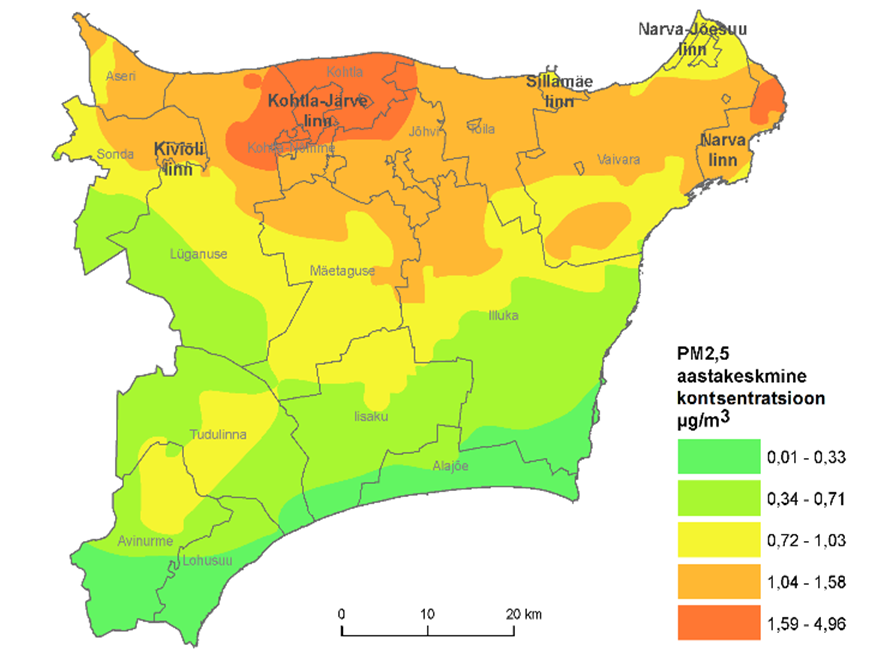 Narva-Jõesuu
linn
Kohtla
Aseri
Sillamäe
linn
Kohtla-Järve
linn
Jõhvi
Toila
Kohtla-Nõmme
Kiviõli
linn
Sonda
Vaivara
Narva
linn
Lüganuse
Mäetaguse
Illuka
Iisaku
Tudulinna
Alajõe
Avinurme
Lohusuu
PM2,5
aastakeskmine
kontsentratsioon
µg/m³
0,01 - 0,33
0,34 - 0,71
0,72 - 1,03
1,04 - 1,58
1,59 - 4,96
0 10 20 km